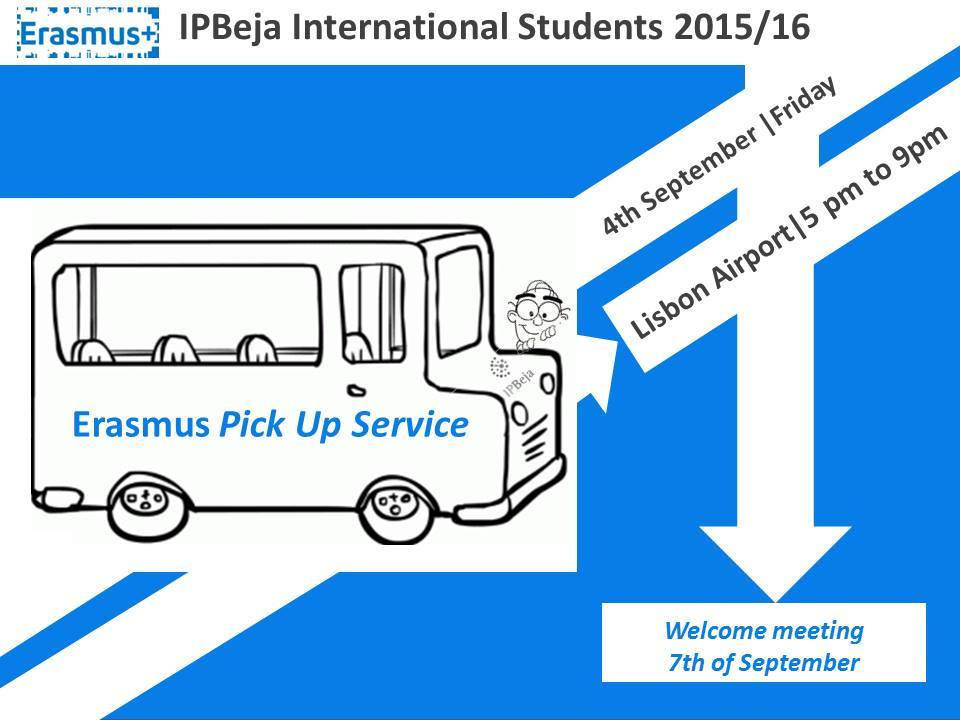 Erasmus+
IPBeja International Students 2015/16
4th September |Friday
Lisbon Airport|5 pm to 9pm
IPBeja
Erasmus Pick Up Service
Welcome meeting
7th of September